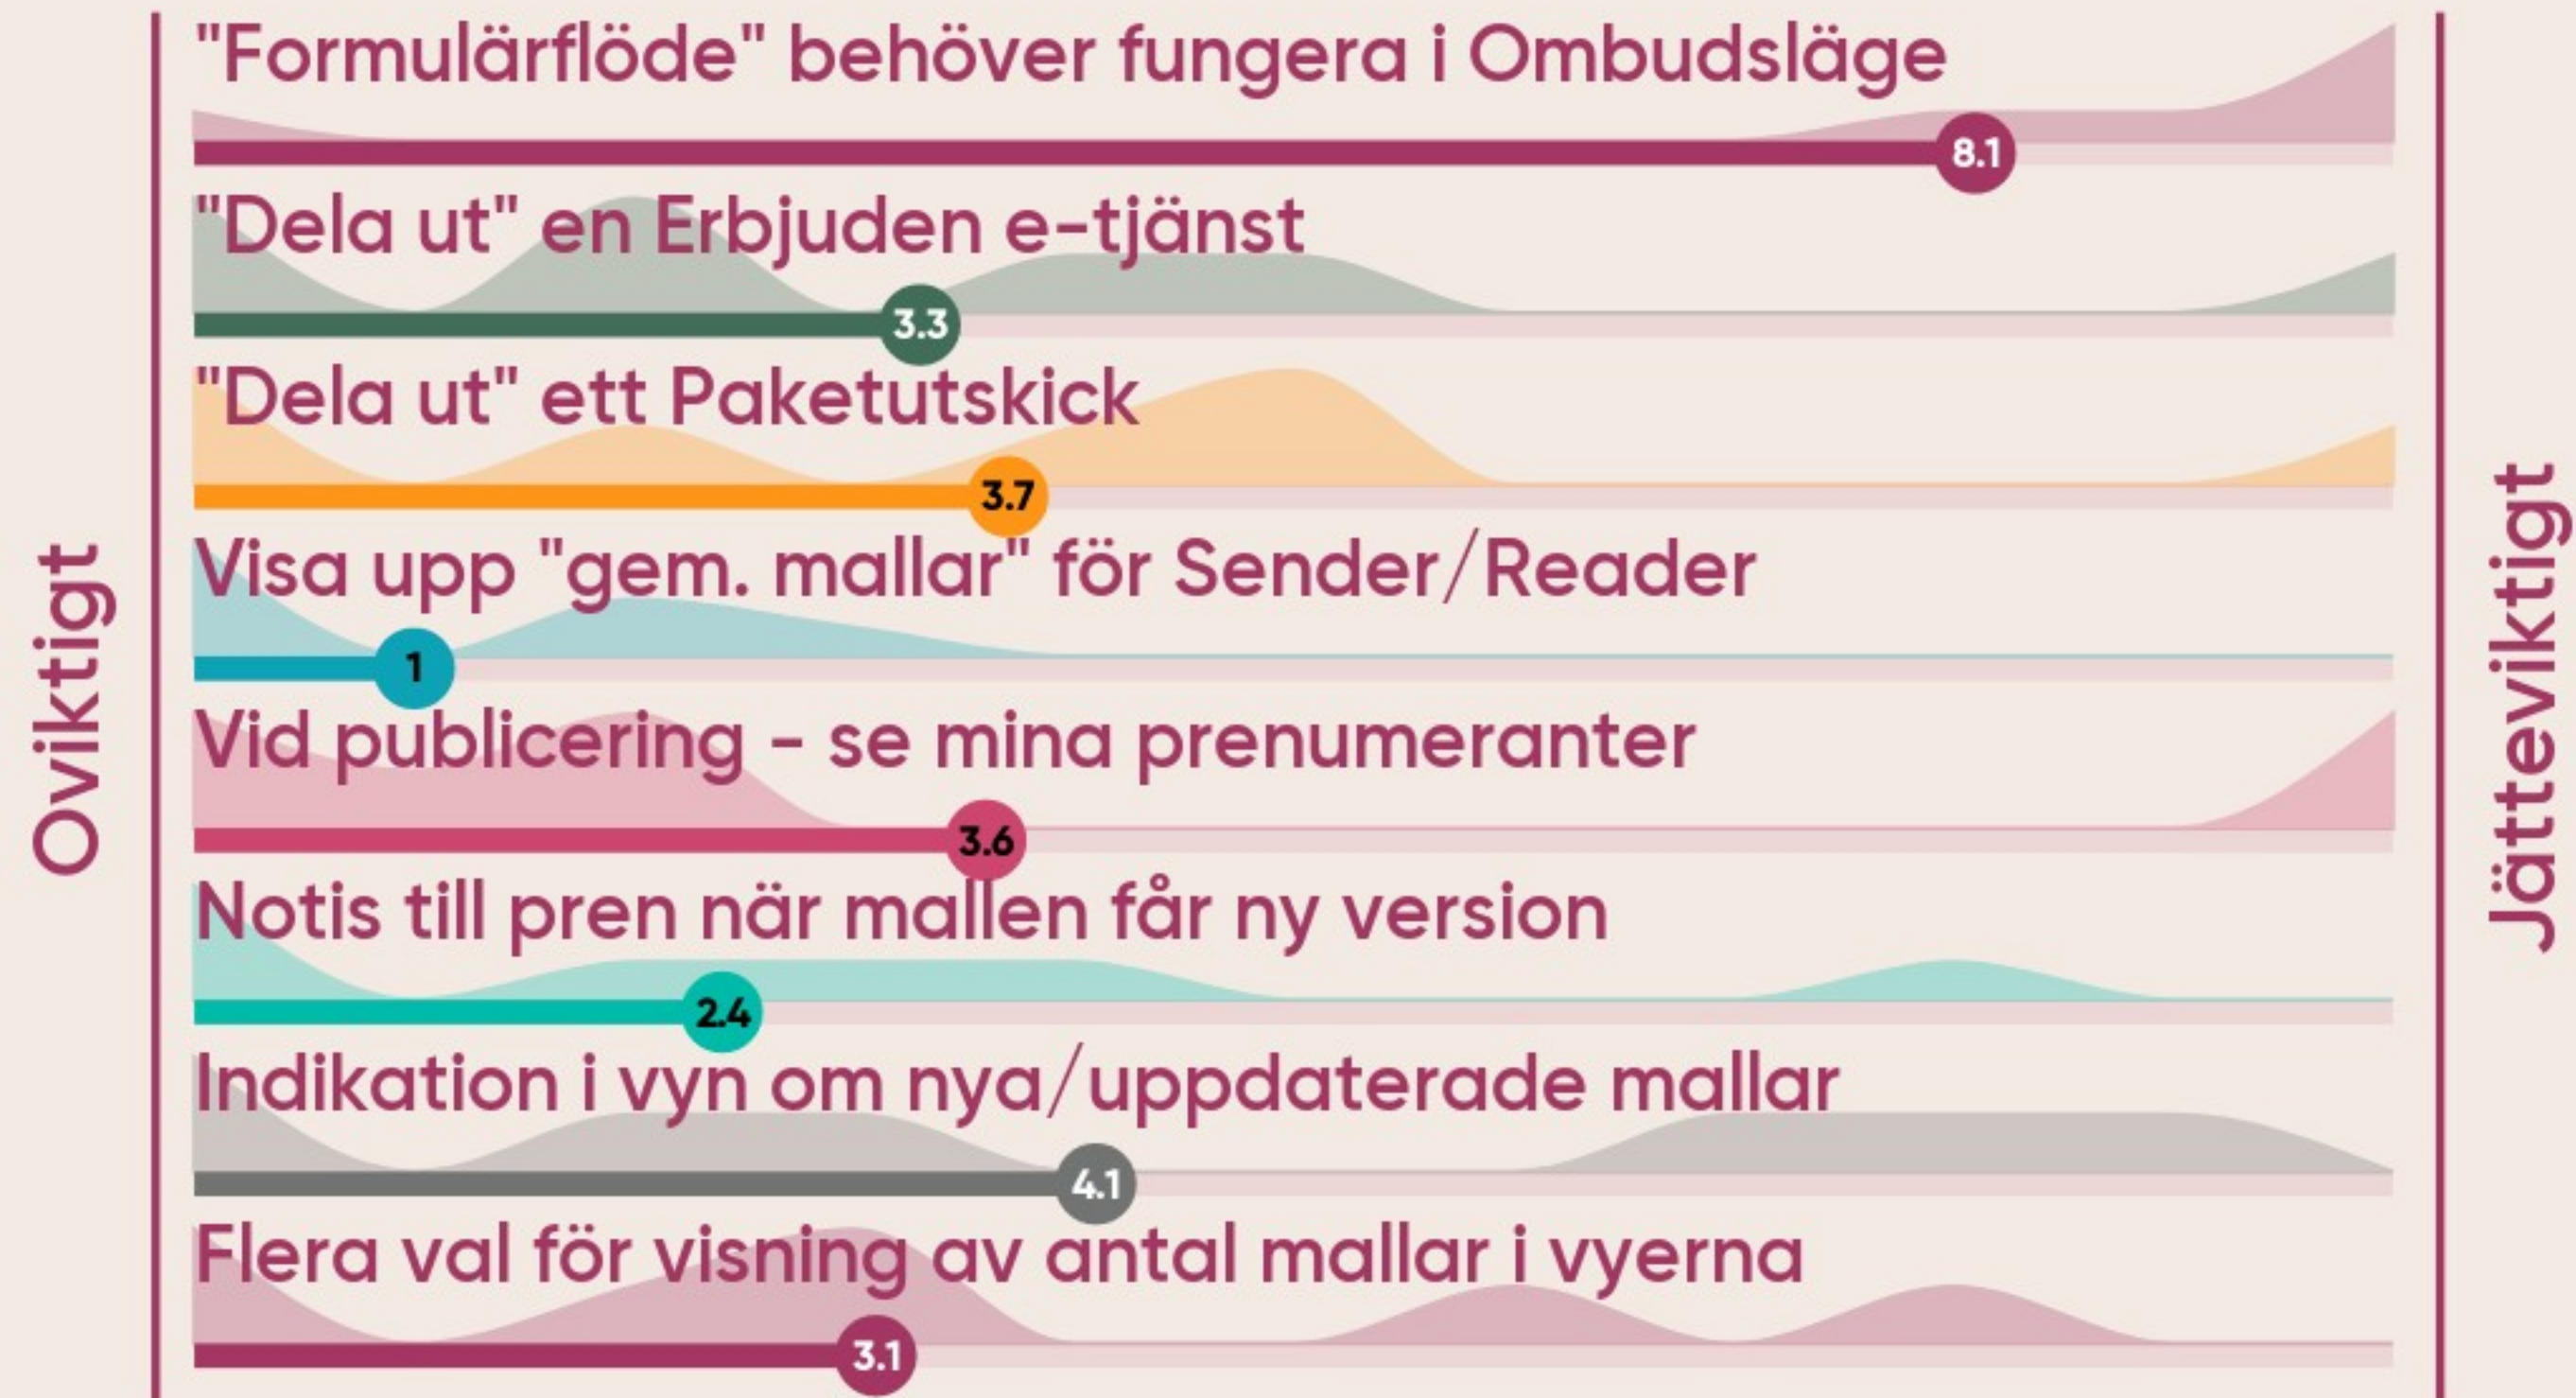 "Formulärflöde" behöver fungera i Ombudsläge
8.1
"Dela ut" en Erbjuden e-tjänst
3.3
"Dela ut" ett Paketutskick
3.7
Visa upp "gem. mallar" för Sender/Reader
1
Vid publicering - se mina prenumeranter
3.6
Notis till pren när mallen får ny version
2.4
Indikation i vyn om nya/uppdaterade mallar
4.1
Flera val för visning av antal mallar i vyerna
3.1
Oviktigt
Jätteviktigt